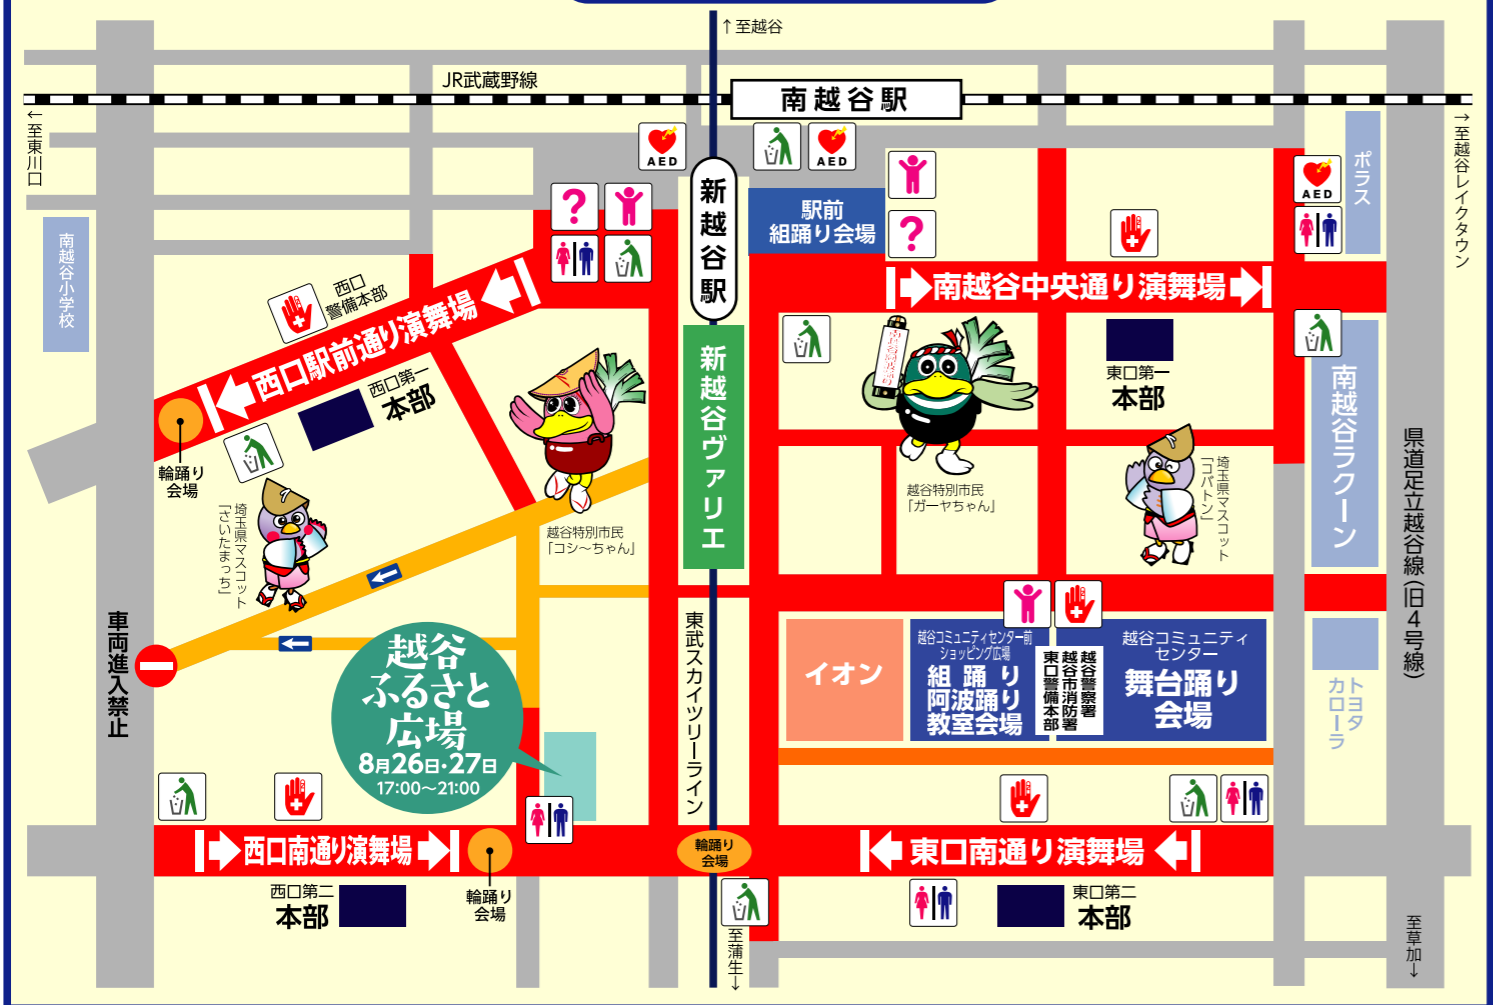 ↑至越谷
JR武蔵野線
南越谷駅
←至東川口
→至越谷レイクタウン
AED
AED
AED
ポラス
新越谷駅
駅前
組踊り会場
?
?
南越谷小学校
西口
警備本部
西口駅前通り演舞場
南越谷中央通り演舞場
西口第一
本部
東口第一
本部
新越谷ヴァリエ
南越谷阿波踊り
南越谷ラクーン
県道足立越谷線(旧4号線)
輪踊り
会場
埼玉県マスコット
「さいたまっち」
越谷特別市民
「コシ〜ちゃん」
越谷特別市民
「ガーヤちゃん」
埼玉県マスコット
「コバトン」
車両進入禁止
越谷
ふるさと
広場
8月26日・27日
17:00〜21:00
東武スカイツリーライン
イオン
越谷コミュニティセンター前
ショッピング広場
組踊り
阿波踊り
教室会場
越谷警察署
越谷市消防署
東口警備本部
越谷コミュニティ
センター
舞台踊り
会場
トヨタ
カローラ
西口南通り演舞場
輪踊り
会場
東口南通り演舞場
西口第二
本部
輪踊り
会場
東口第二
本部
至蒲生→
至草加→